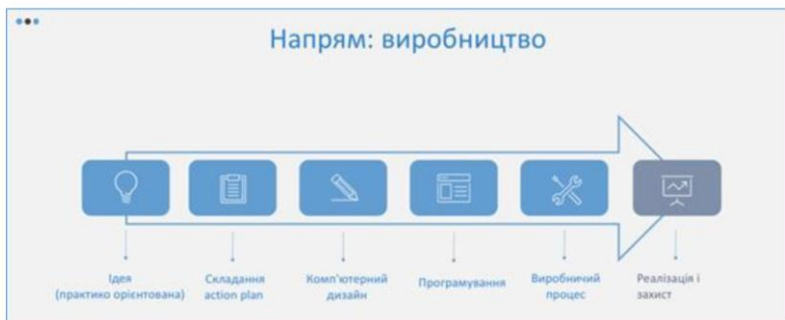 Напрям: виробництво
Ідея
(практико орієнтована)
Складання
action plan
Комп'ютерний
дизайн
Програмування
Виробничий
процес
Реалізація і
захист